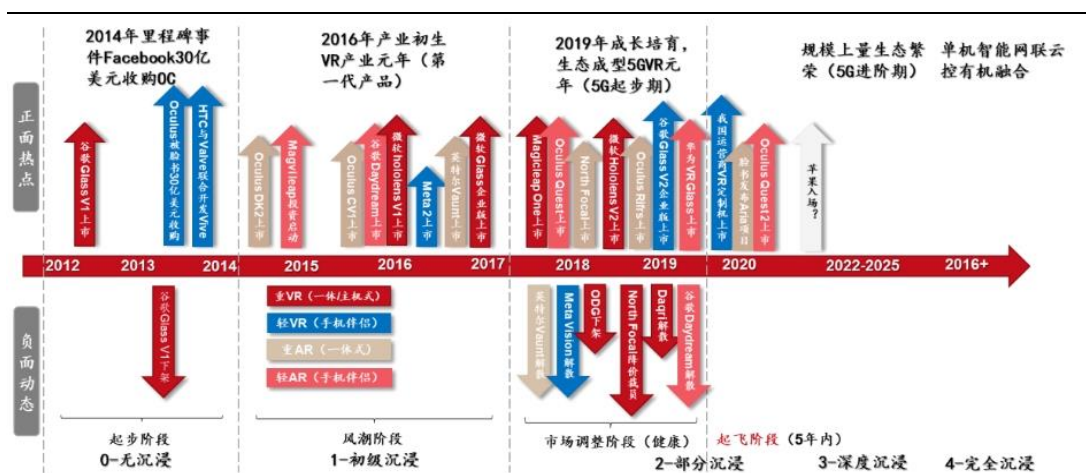 2014年里程碑事
件Facebook30亿
美元收购OC
2016年产业初生
VR产业元年（第
一代产品）
2019年成长培育，
生态成型5GVR元
年（5G起步期）
规模上量生态繁
荣（5G进阶期）
单机智能网联云
控有机融合
正面热点
谷歌Glass V1上市
Oculus被脸书30亿美元收购
HTC与Valve联合开发Vive
Oculus DK2上市
Magvileap投资启动
Oculus CV1上市
谷歌Daydream上市
微软hololens V1上市
Meta 2上市
英特尔Vaunt上市
微软Glass企业版上市
Magicleap One上市
Oculus Quest上市
North Focal上市
微软Hololens V2上市
Oculus Rifrs上市
谷歌Glass V2企业版上市
华为VR Glass上市
我国运营商VR定制机上市
脸书发布Aria项目
Oculus Quest 2上市
苹果入场？
2012
2013
2014
2015
2016
2017
2018
2019
2020
2022-2025
2016+
负面动态
谷歌Glass V1下架
重VR（一体/主机式）
轻VR（手机伴侣）
重AR（一体式）
轻AR（手机伴侣）
英特尔Vaunt解散
Meta Vision解散
ODG下架
North Focal降价裁员
Daqri解散
谷歌Daydream解散
起步阶段
0-无沉浸
风潮阶段
1-初级沉浸
市场调整阶段（健康）
2-部分沉浸
起飞阶段（5年内）
3-深度沉浸
4-完全沉浸